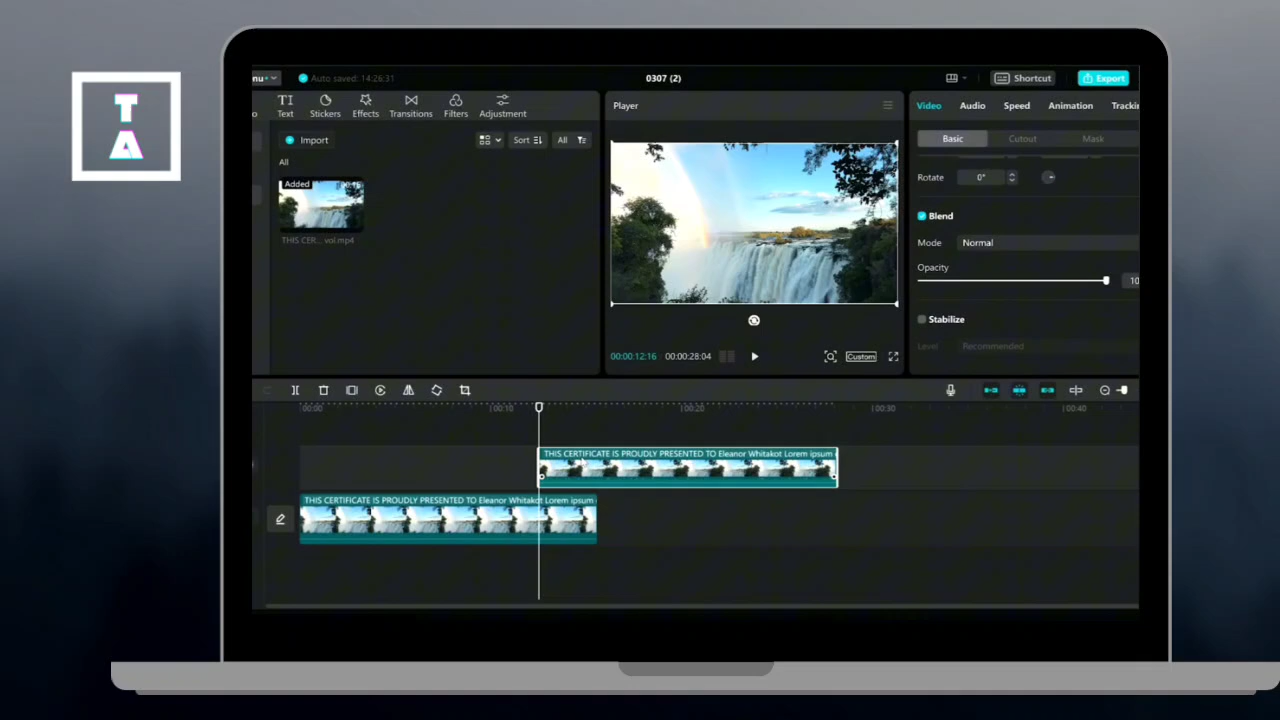 TA
nu
Auto saved: 14:26:31
0307 (2)
Shortcut
Export
Text
Stickers
Effects
Transitions
Filters
Adjustment
Player
Video
Audio
Speed
Animation
Trackin
Import
Sort
All
Basic
Cutout
Mask
All
Added
THIS CER... vol.mp4
Rotate
0°
Blend
Mode
Normal
Opacity
10
Stabilize
Level
Recommended
00:00:12:16
00:00:28:04
Custom
00:00
00:10
00:20
00:30
00:40
THIS CERTIFICATE IS PROUDLY PRESENTED TO Eleanor Whitakot Lorem ipsum
THIS CERTIFICATE IS PROUDLY PRESENTED TO Eleanor Whitakot Lorem ipsum